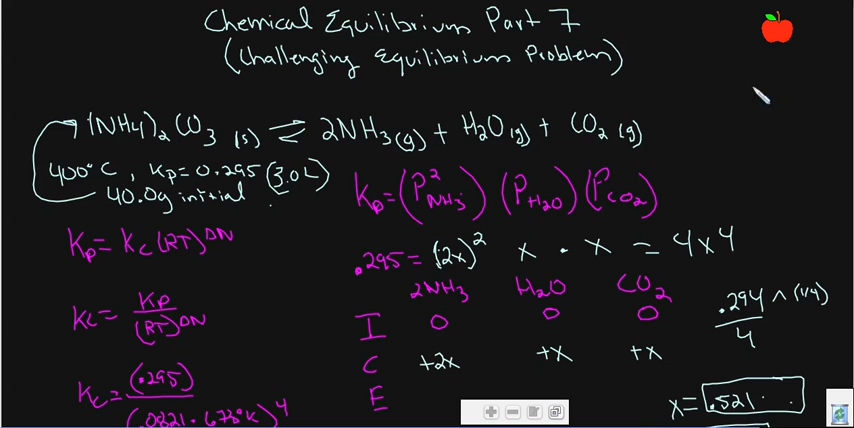 Chemical Equilibrium Part 7
(Challenging Equilibrium Problem)
(NH4)₂CO₃(s) ⇌ 2NH₃(g) + H₂O(g) + CO₂(g)
400°C, Kp=0.295 (3.0L)
40.0g initial
Kp = (P²NH₃) (PH₂O) (PCO₂)
Kp = Kc(RT)^ΔN
.295 = (2x)² x · x = 4x⁴
2NH₃ H₂O CO₂
Kc = Kp/(RT)^ΔN
I 0 0 0
.294/4 ^(1/4)
C +2x +x +x
E
Kc = (.295)/(.0821·673°K)⁴
x = .521